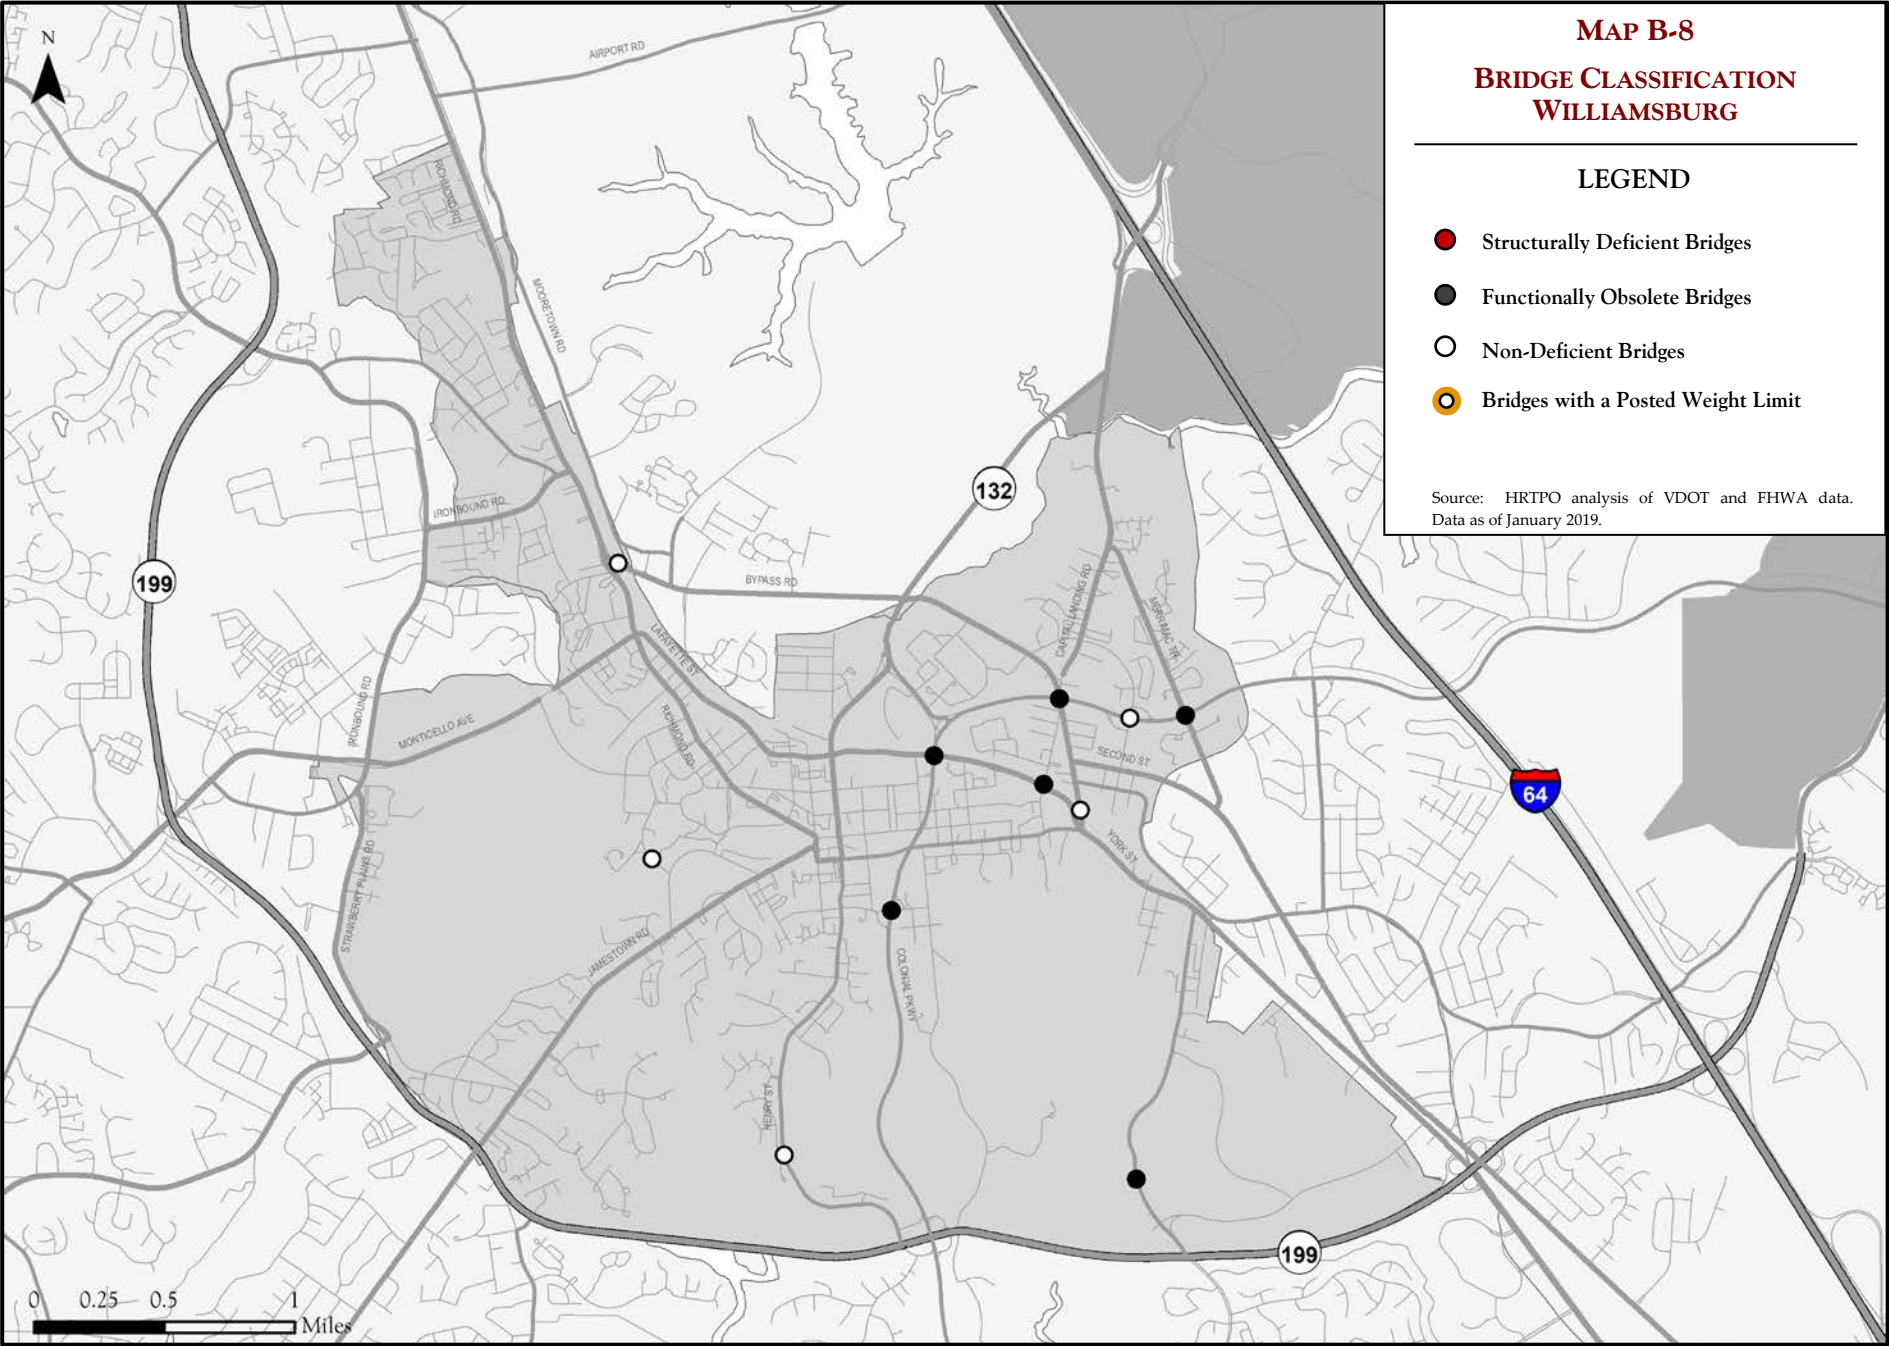 MAP B-8
BRIDGE CLASSIFICATION
WILLIAMSBURG
LEGEND
Structurally Deficient Bridges
Functionally Obsolete Bridges
Non-Deficient Bridges
Bridges with a Posted Weight Limit
Source: HRTPO analysis of VDOT and FHWA data.
Data as of January 2019.
N
AIRPORT RD
RICHMOND RD
MOORETOWN RD
132
IRONBOUND RD
199
BYPASS RD
CAPITAL LANDING RD
MERRIMAC TR
LAFAYETTE ST
IRONBOUND RD
MONTICELLO AVE
RICHMOND RD
SECOND ST
64
YORK ST
STRAWBERRY PLAINS RD
JAMESTOWN RD
COLONIAL PKWY
HENRY ST
199
0 0.25 0.5 1
Miles